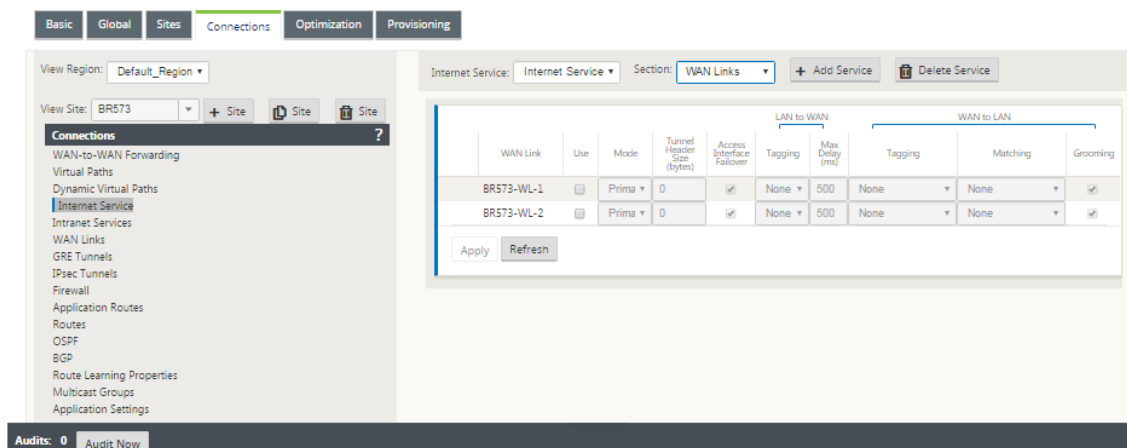 Basic Global Sites Connections Optimization Provisioning
View Region: Default_Region
Internet Service: Internet Service Section: WAN Links + Add Service Delete Service
View Site: BR573 + Site Site Site
Connections ?
WAN-to-WAN Forwarding
Virtual Paths
Dynamic Virtual Paths
Internet Service
Intranet Services
WAN Links
GRE Tunnels
IPsec Tunnels
Firewall
Application Routes
Routes
OSPF
BGP
Route Learning Properties
Multicast Groups
Application Settings
LAN to WAN WAN to LAN
WAN Link Use Mode Tunnel Header Size (bytes) Access Interface Failover Tagging Max Delay (ms) Tagging Matching Grooming
BR573-WL-1 Prima 0 None 500 None None
BR573-WL-2 Prima 0 None 500 None None
Apply Refresh
Audits: 0 Audit Now